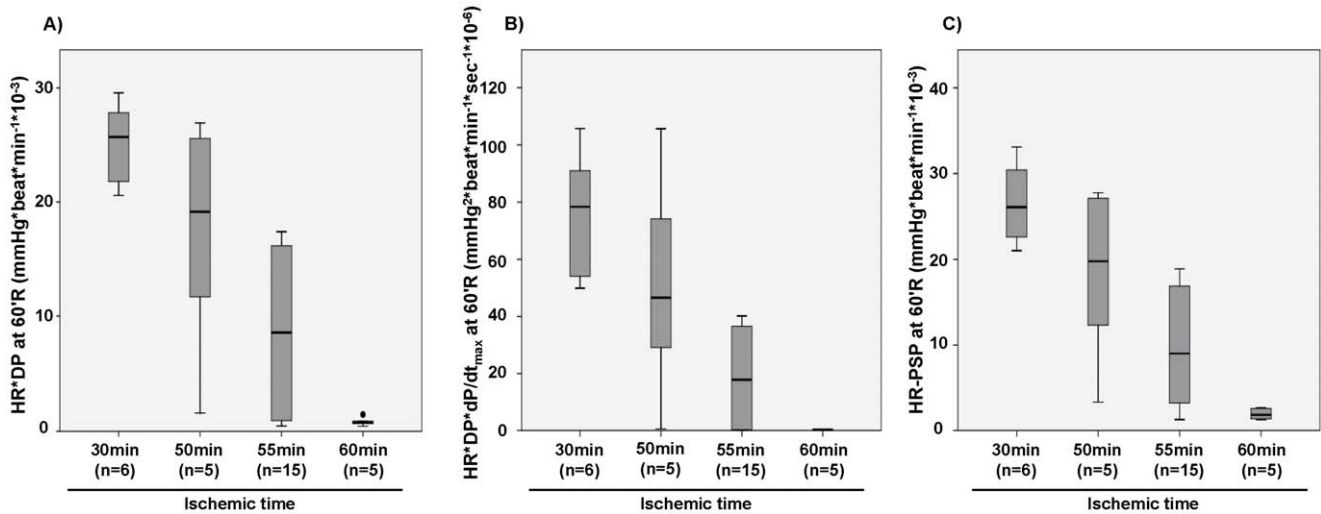 A)
HR*DP at 60'R (mmHg*beat*min⁻¹*10⁻³)
30
20
10
0
30min
(n=6)
50min
(n=5)
55min
(n=15)
60min
(n=5)
Ischemic time
B)
HR*DP*dP/dtmax at 60'R (mmHg²*beat*min⁻¹*sec⁻¹*10⁻⁶)
120
100
80
60
40
20
0
30min
(n=6)
50min
(n=5)
55min
(n=15)
60min
(n=5)
Ischemic time
C)
HR-PSP at 60'R (mmHg*beat*min⁻¹*10⁻³)
40
30
20
10
0
30min
(n=6)
50min
(n=5)
55min
(n=15)
60min
(n=5)
Ischemic time